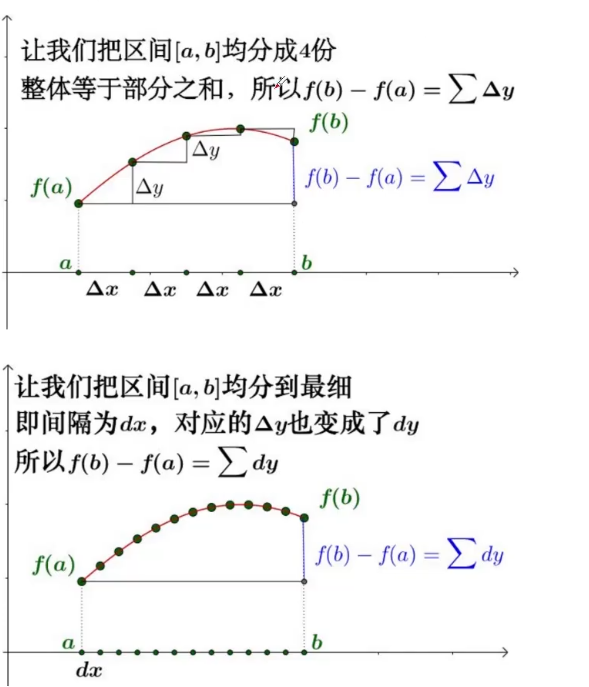 让我们把区间[a, b]均分成4份
整体等于部分之和，所以f(b) − f(a) = ∑ Δy
f(b)
Δy
f(a)
Δy
f(b) − f(a) = ∑ Δy
a
b
Δx Δx Δx Δx
让我们把区间[a, b]均分到最细
即间隔为dx，对应的Δy也变成了dy
所以f(b) − f(a) = ∑ dy
f(b)
f(a)
f(b) − f(a) = ∑ dy
a
b
dx